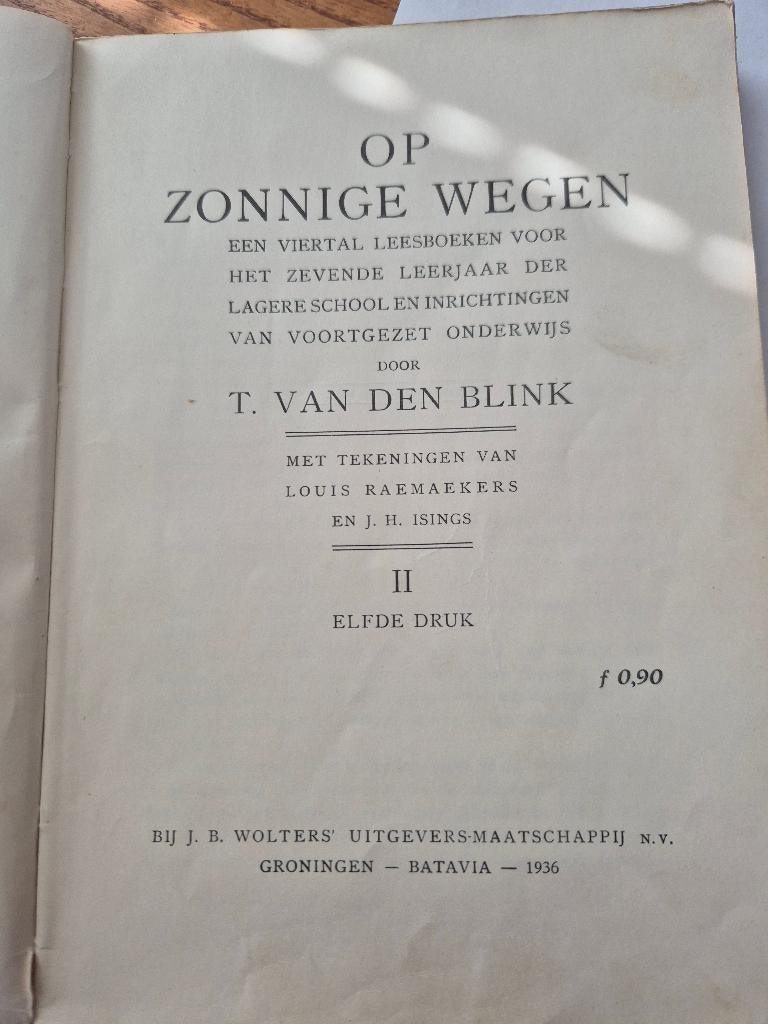 OP
ZONNIGE WEGEN
EEN VIERTAL LEESBOEKEN VOOR
HET ZEVENDE LEERJAAR DER
LAGERE SCHOOL EN INRICHTINGEN
VAN VOORTGEZET ONDERWIJS
DOOR
T. VAN DEN BLINK
MET TEKENINGEN VAN
LOUIS RAEMAEKERS
EN J. H. ISINGS
II
ELFDE DRUK
f 0,90
BIJ J. B. WOLTERS' UITGEVERS-MAATSCHAPPIJ N.V.
GRONINGEN — BATAVIA — 1936